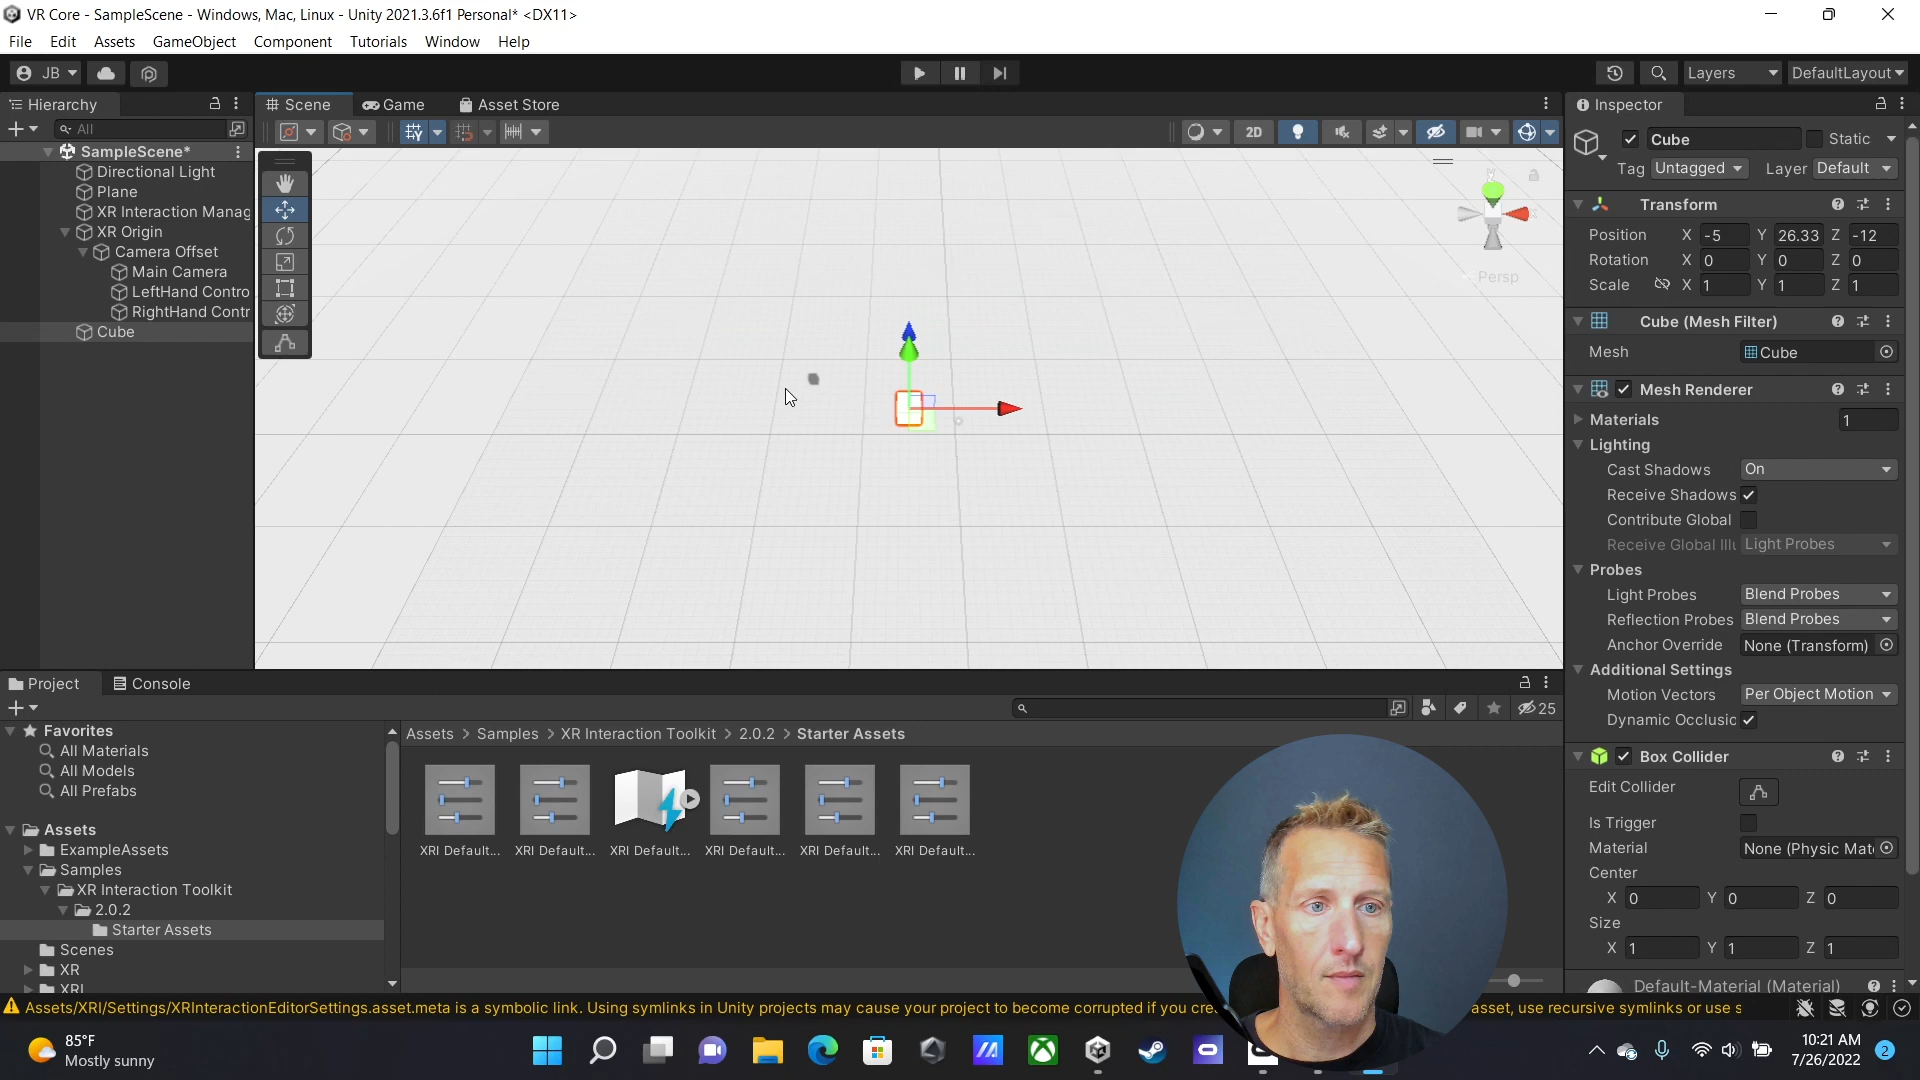 VR Core - SampleScene - Windows, Mac, Linux - Unity 2021.3.6f1 Personal* <DX11>
File Edit Assets GameObject Component Tutorials Window Help
JB Layers DefaultLayout
Hierarchy
All
SampleScene*
Directional Light
Plane
XR Interaction Manag
XR Origin
Camera Offset
Main Camera
LeftHand Contro
RightHand Contr
Cube
Scene Game Asset Store
2D
Y
Persp
Inspector
Cube Static
Tag Untagged Layer Default
Transform
Position X -5 Y 26.33 Z -12
Rotation X 0 Y 0 Z 0
Scale X 1 Y 1 Z 1
Cube (Mesh Filter)
Mesh Cube
Mesh Renderer
Materials 1
Lighting
Cast Shadows On
Receive Shadows
Contribute Global
Receive Global Illu Light Probes
Probes
Light Probes Blend Probes
Reflection Probes Blend Probes
Anchor Override None (Transform)
Additional Settings
Motion Vectors Per Object Motion
Dynamic Occlusic
Box Collider
Edit Collider
Is Trigger
Material None (Physic Mate
Center
X 0 Y 0 Z 0
Size
X 1 Y 1 Z 1
Default-Material (Material)
Project Console
25
Favorites
All Materials
All Models
All Prefabs
Assets
ExampleAssets
Samples
XR Interaction Toolkit
2.0.2
Starter Assets
Scenes
XR
XRI
Assets > Samples > XR Interaction Toolkit > 2.0.2 > Starter Assets
XRI Default... XRI Default... XRI Default... XRI Default... XRI Default... XRI Default...
Assets/XRI/Settings/XRInteractionEditorSettings.asset.meta is a symbolic link. Using symlinks in Unity projects may cause your project to become corrupted if you cre asset, use recursive symlinks or use s
85°F
Mostly sunny
10:21 AM
7/26/2022
2